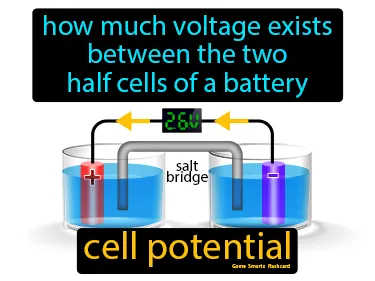 how much voltage exists
between the two
half cells of a battery
2.6V
salt
bridge
+
-
cell potential
Game Smartz flashcard